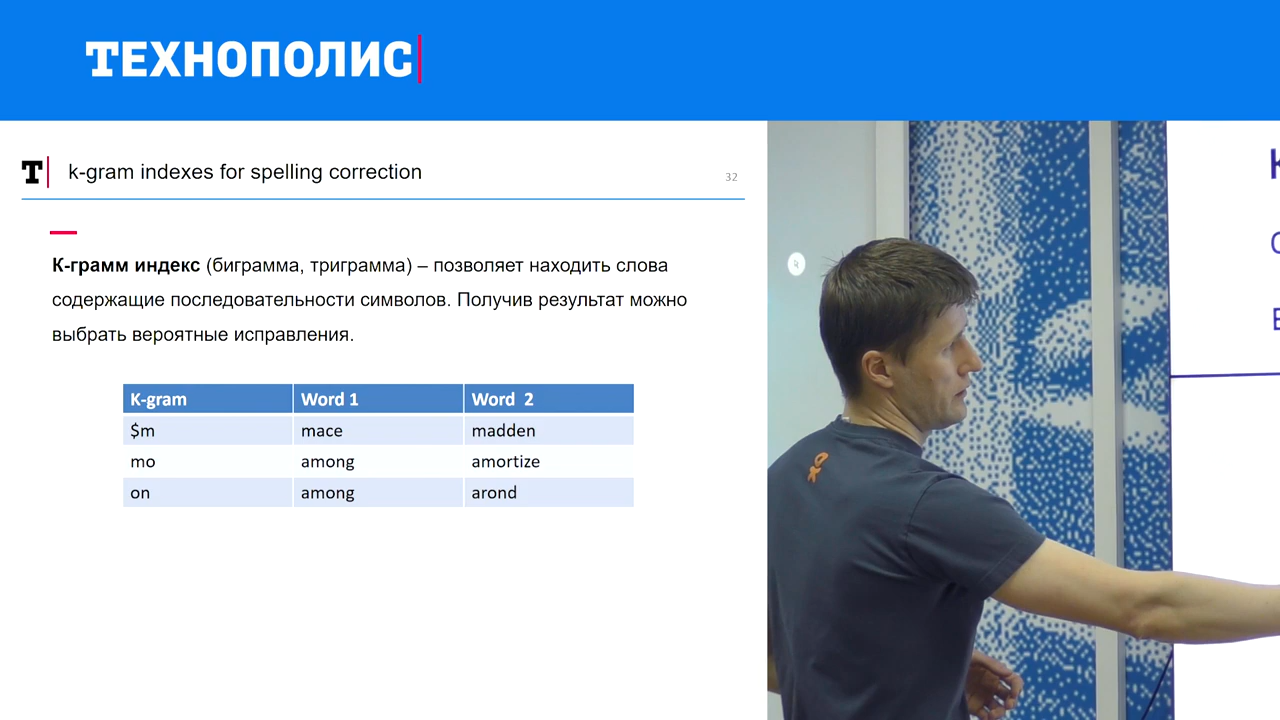 ТЕХНОПОЛИС
T k-gram indexes for spelling correction
32
К-грамм индекс (биграмма, триграмма) – позволяет находить слова
содержащие последовательности символов. Получив результат можно
выбрать вероятные исправления.
K-gram Word 1 Word 2
$m mace madden
mo among amortize
on among arond